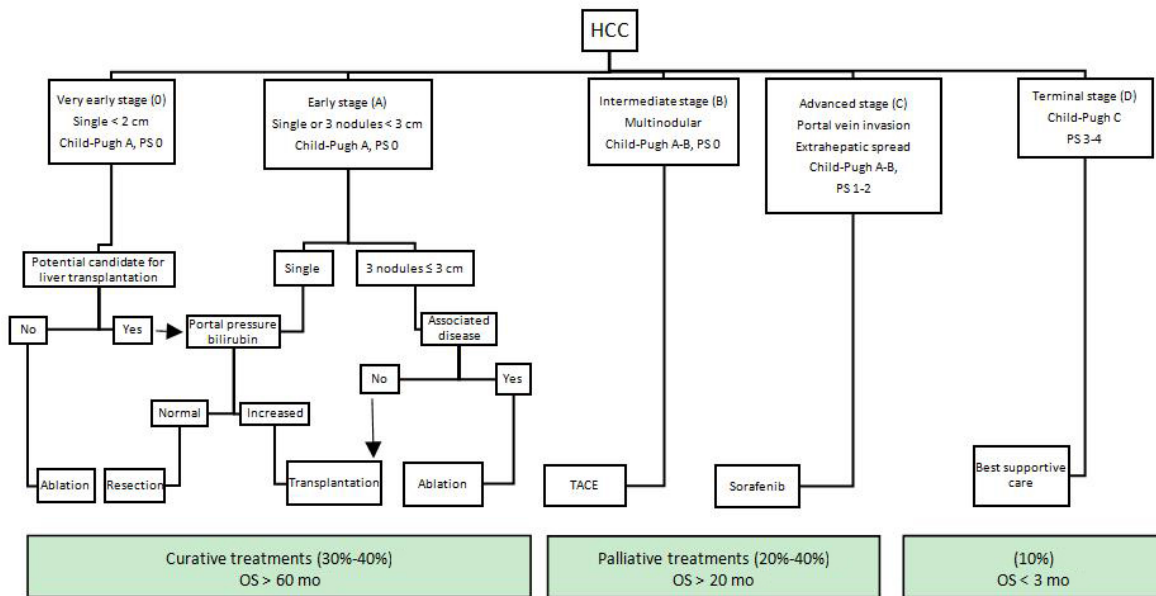 HCC
Very early stage (0)
Single < 2 cm
Child-Pugh A, PS 0
Early stage (A)
Single or 3 nodules < 3 cm
Child-Pugh A, PS 0
Intermediate stage (B)
Multinodular
Child-Pugh A-B, PS 0
Advanced stage (C)
Portal vein invasion
Extrahepatic spread
Child-Pugh A-B,
PS 1-2
Terminal stage (D)
Child-Pugh C
PS 3-4
Potential candidate for
liver transplantation
Single
3 nodules ≤ 3 cm
No
Yes
Portal pressure
bilirubin
Associated
disease
No
Yes
Normal
Increased
Ablation
Resection
Transplantation
Ablation
TACE
Sorafenib
Best supportive
care
Curative treatments (30%-40%)
OS > 60 mo
Palliative treatments (20%-40%)
OS > 20 mo
(10%)
OS < 3 mo